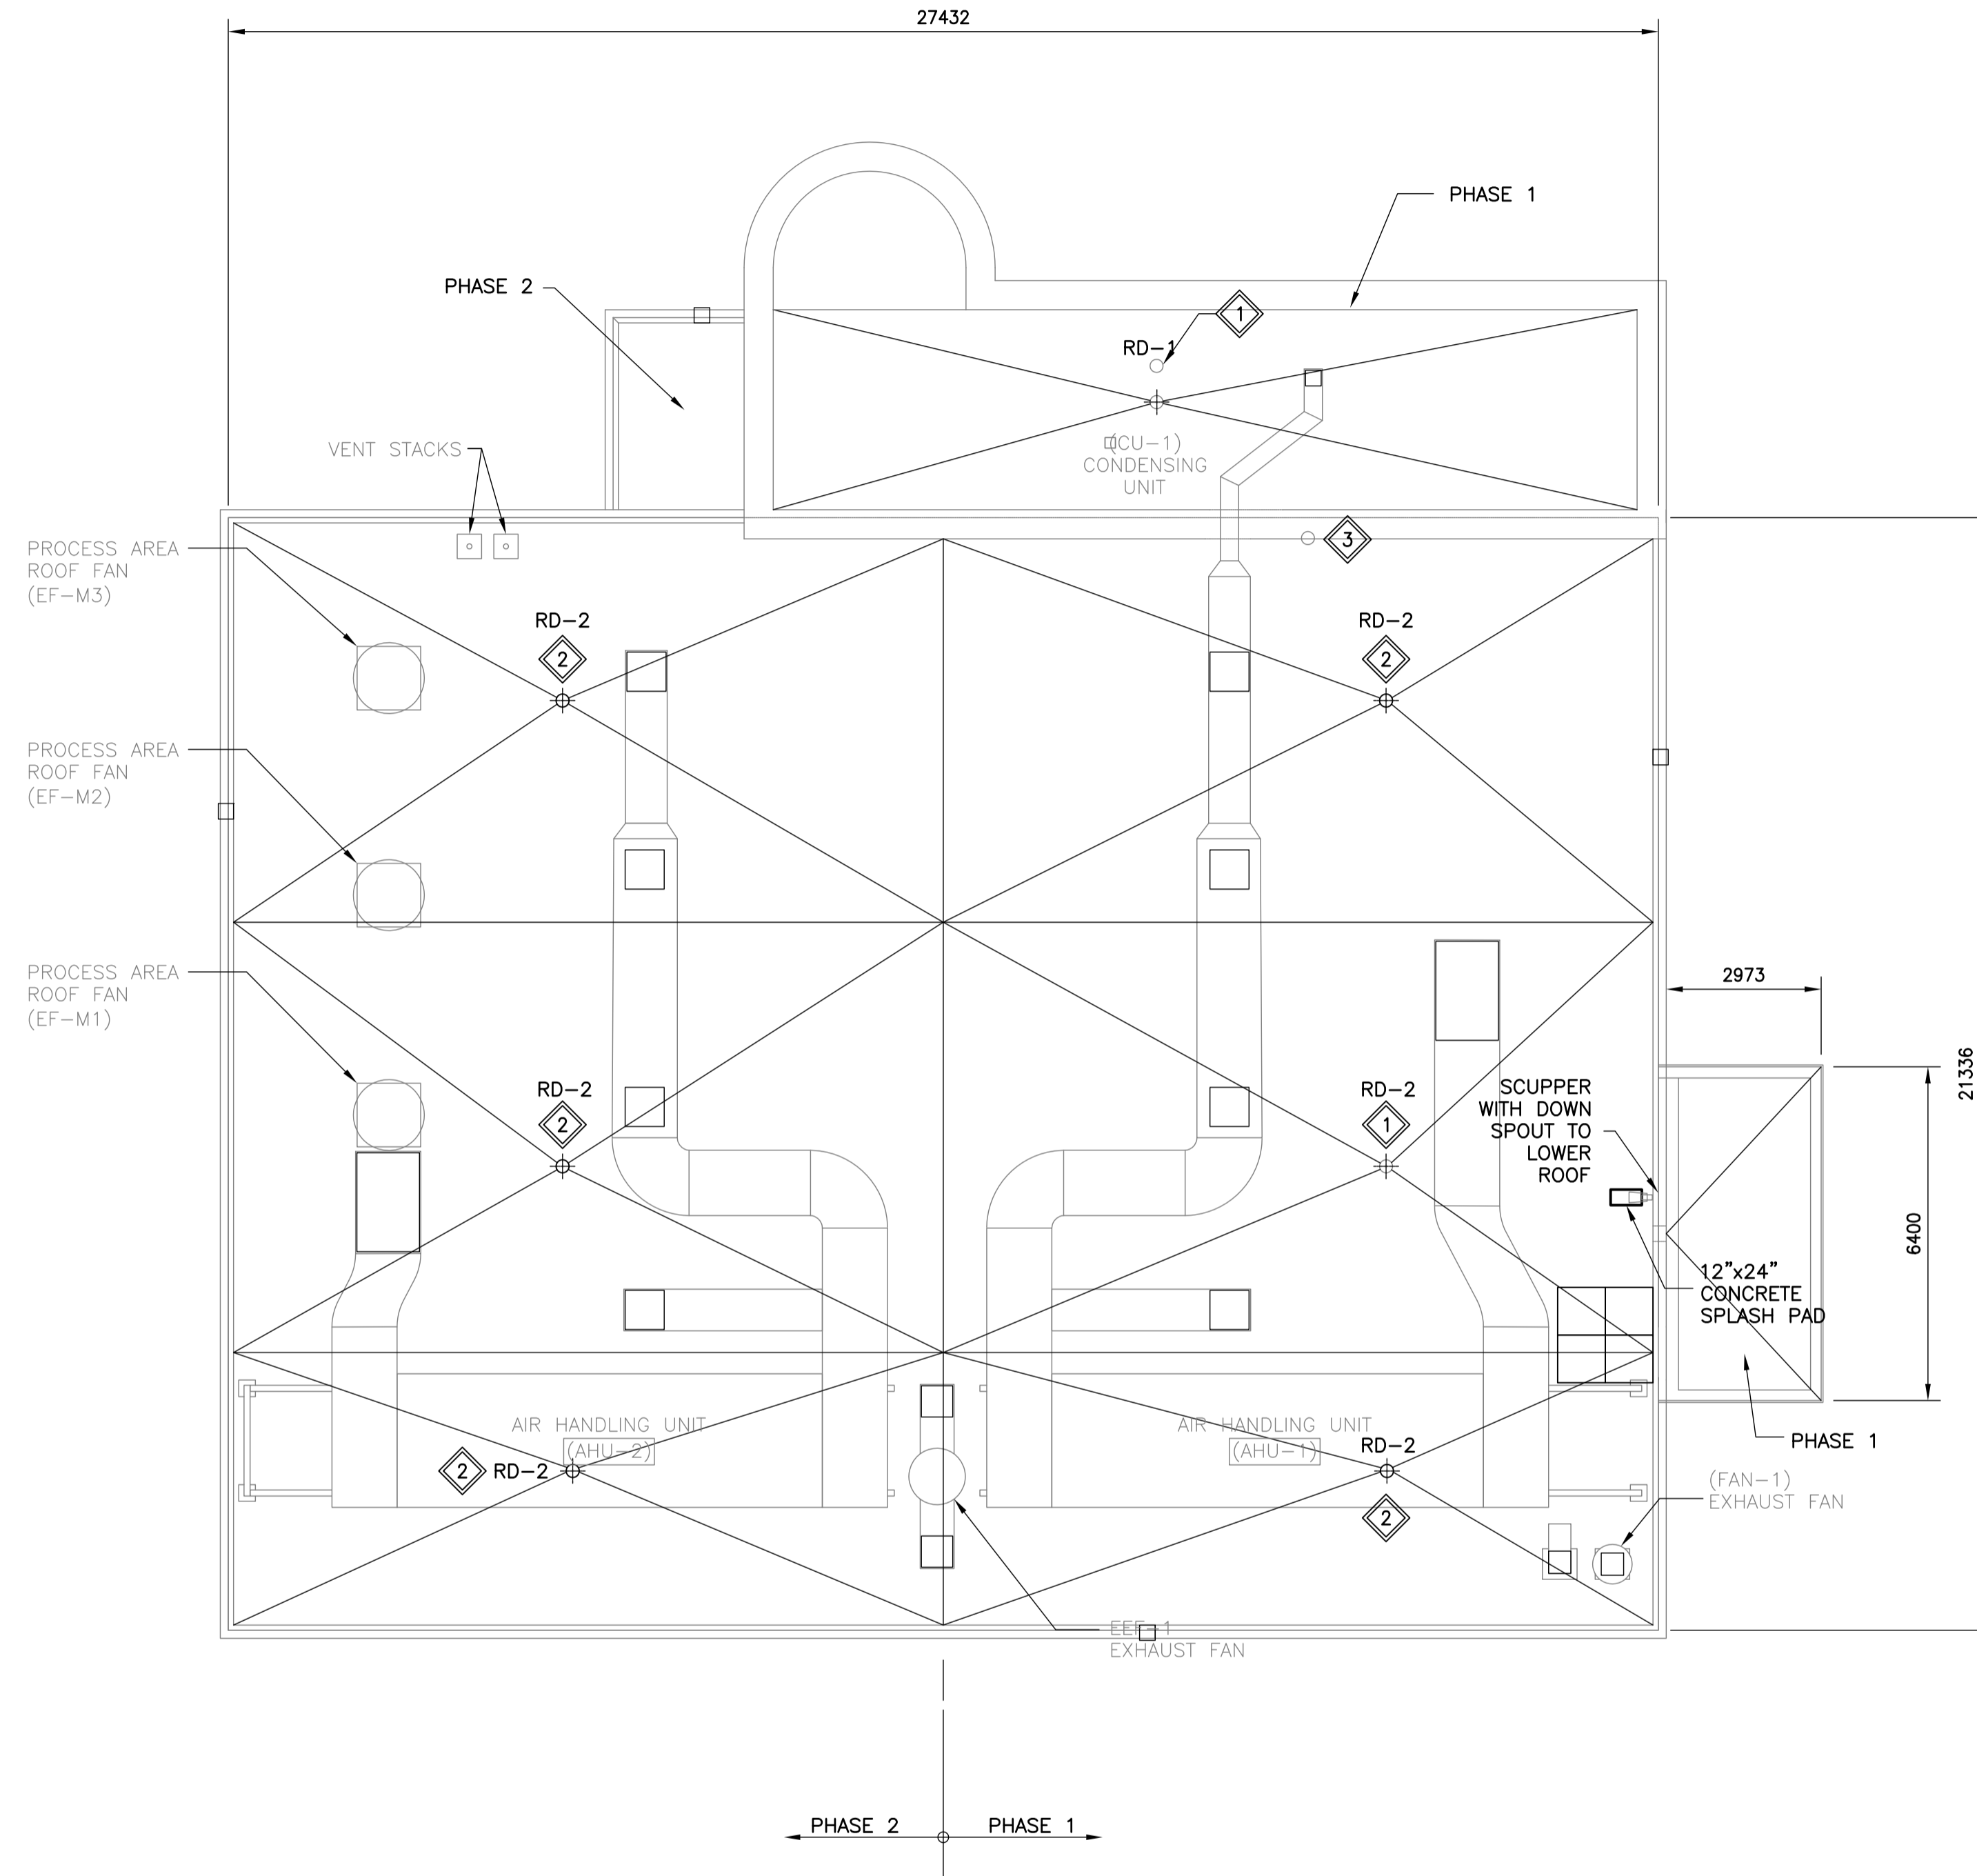 27432
PHASE 1
PHASE 2
1
RD-1
VENT STACKS
(CU-1)
CONDENSING
UNIT
3
PROCESS AREA
ROOF FAN
(EF-M3)
RD-2
2
RD-2
2
PROCESS AREA
ROOF FAN
(EF-M2)
PROCESS AREA
ROOF FAN
(EF-M1)
2973
21336
RD-2
2
RD-2
1
SCUPPER
WITH DOWN
SPOUT TO
LOWER
ROOF
6400
12"x24"
CONCRETE
SPLASH PAD
AIR HANDLING UNIT
(AHU-2)
AIR HANDLING UNIT
(AHU-1)
2
RD-2
RD-2
2
PHASE 1
(FAN-1)
EXHAUST FAN
EEF-1
EXHAUST FAN
PHASE 2
PHASE 1